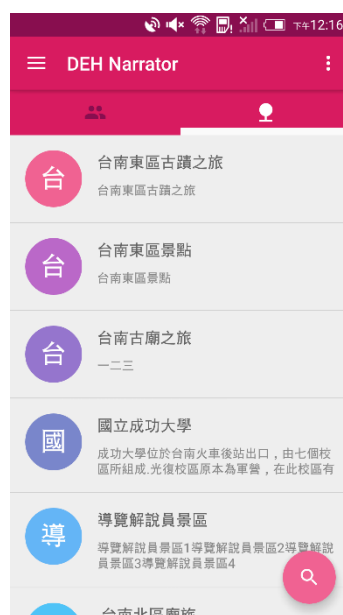 下午12:16
DEH Narrator
台
台南東區古蹟之旅
台南東區古蹟之旅
台
台南東區景點
台南東區景點
台
台南古廟之旅
一二三
國
國立成功大學
成功大學位於台南火車後站出口，由七個校
區所組成.光復校區原本為軍營，在此校區有
導
導覽解說員景區
導覽解說員景區1導覽解說員景區2導覽解說
員景區3導覽解說員景區4
台南北區廟旅